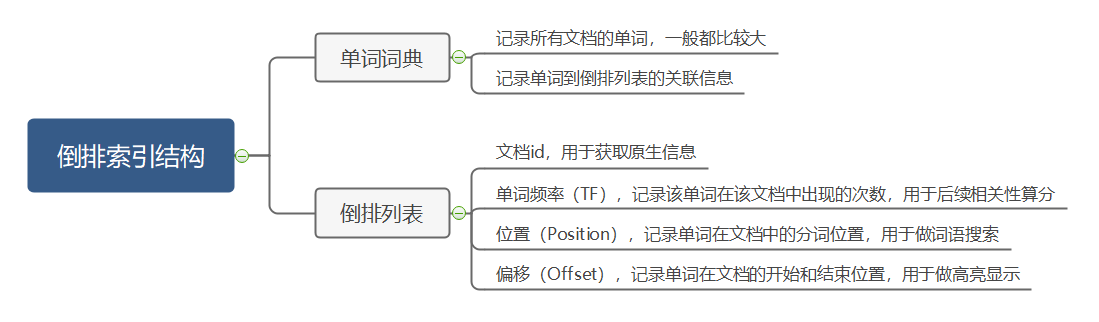 倒排索引结构
单词词典
记录所有文档的单词，一般都比较大
记录单词到倒排列表的关联信息
倒排列表
文档id，用于获取原生信息
单词频率（TF），记录该单词在该文档中出现的次数，用于后续相关性算分
位置（Position），记录单词在文档中的分词位置，用于做词语搜索
偏移（Offset），记录单词在文档的开始和结束位置，用于做高亮显示